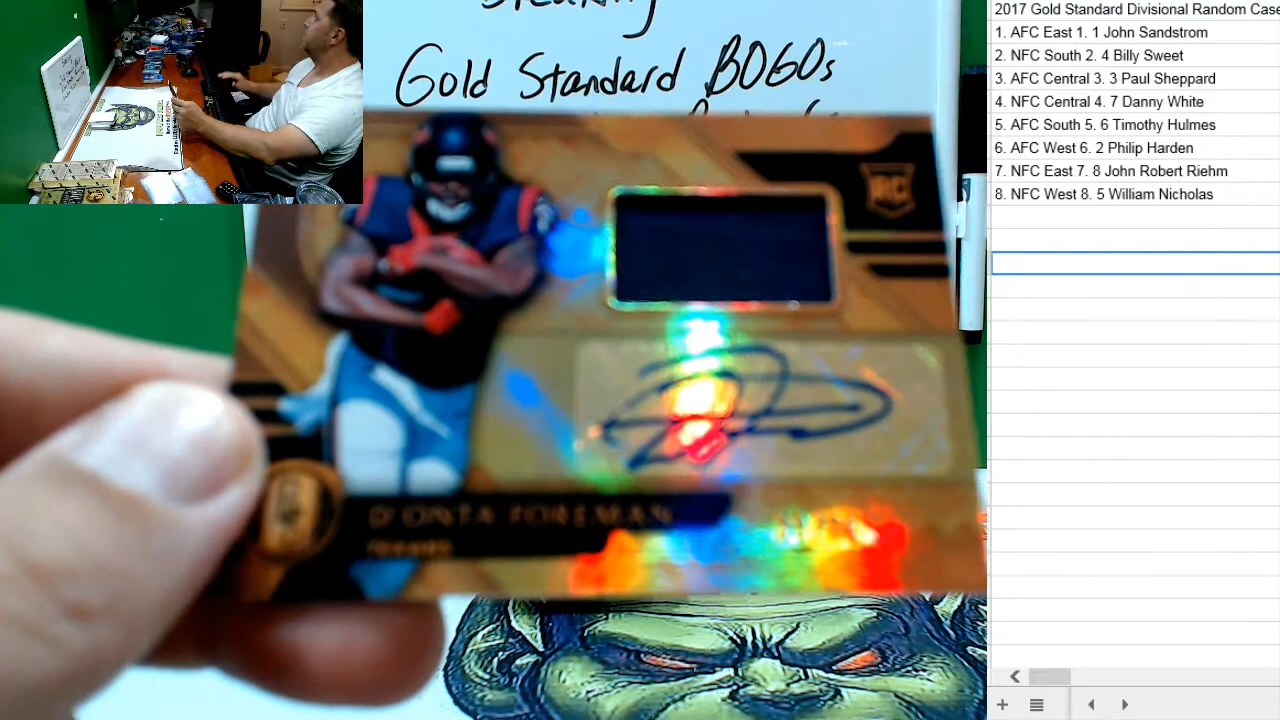 Breaking
Gold Standard BOGOs
RC
D'ONTA FOREMAN
TEXANS
2017 Gold Standard Divisional Random Case
1. AFC East 1. 1 John Sandstrom
2. NFC South 2. 4 Billy Sweet
3. AFC Central 3. 3 Paul Sheppard
4. NFC Central 4. 7 Danny White
5. AFC South 5. 6 Timothy Hulmes
6. AFC West 6. 2 Philip Harden
7. NFC East 7. 8 John Robert Riehm
8. NFC West 8. 5 William Nicholas